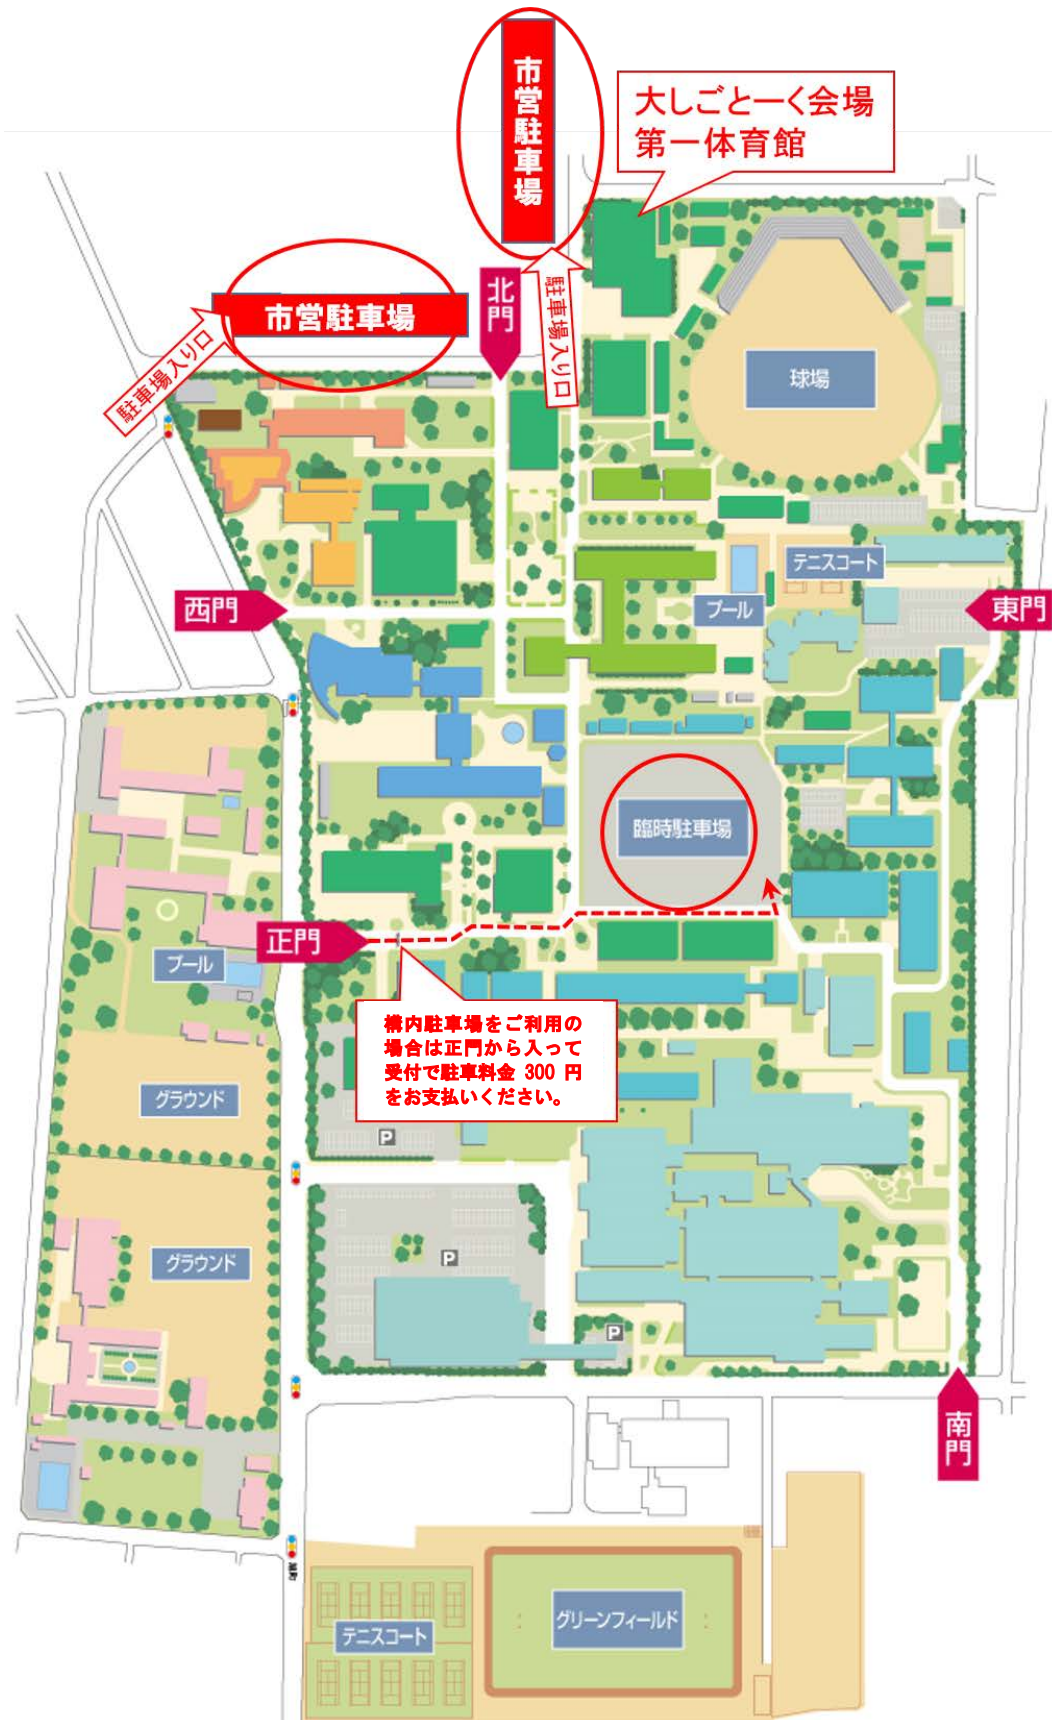 市営駐車場
大しごとーく会場
第一体育館
市営駐車場
北門
駐車場入り口
駐車場入り口
球場
テニスコート
プール
西門
東門
臨時駐車場
正門
プール
構内駐車場をご利用の
場合は正門から入って
受付で駐車料金 300 円
をお支払いください。
グラウンド
P
グラウンド
P
P
南門
旭町
テニスコート
グリーンフィールド